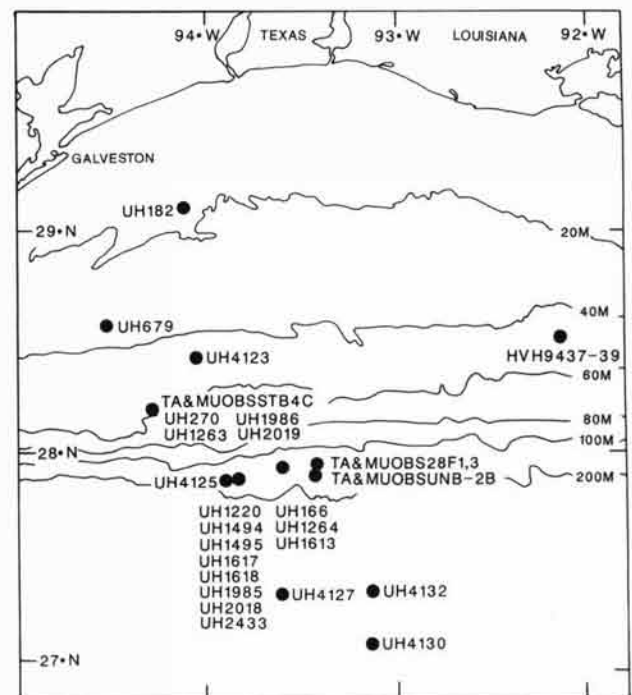 94•W TEXAS 93•W LOUISIANA 92•W
GALVESTON
UH182
29•N
20M
40M
UH679
UH4123
HVH9437-39
60M
TA&MUOBSSTB4C
UH270 UH1986
UH1263 UH2019
80M
100M
28•N
TA&MUOBS28F1,3
TA&MUOBSUNB-2B
200M
UH4125
UH1220 UH166
UH1494 UH1264
UH1495 UH1613
UH1617
UH1618
UH1985
UH2018
UH2433
UH4127
UH4132
UH4130
27•N